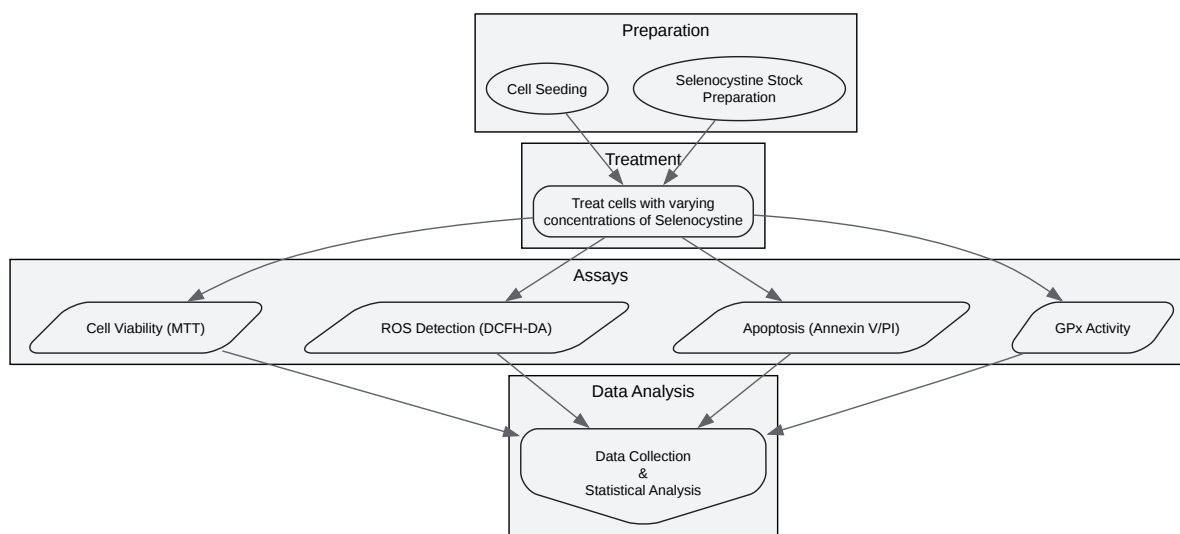 Preparation
Cell Seeding
Selenocystine Stock
Preparation
Treatment
Treat cells with varying
concentrations of Selenocystine
Assays
Cell Viability (MTT)
ROS Detection (DCFH-DA)
Apoptosis (Annexin V/PI)
GPx Activity
Data Analysis
Data Collection
&
Statistical Analysis